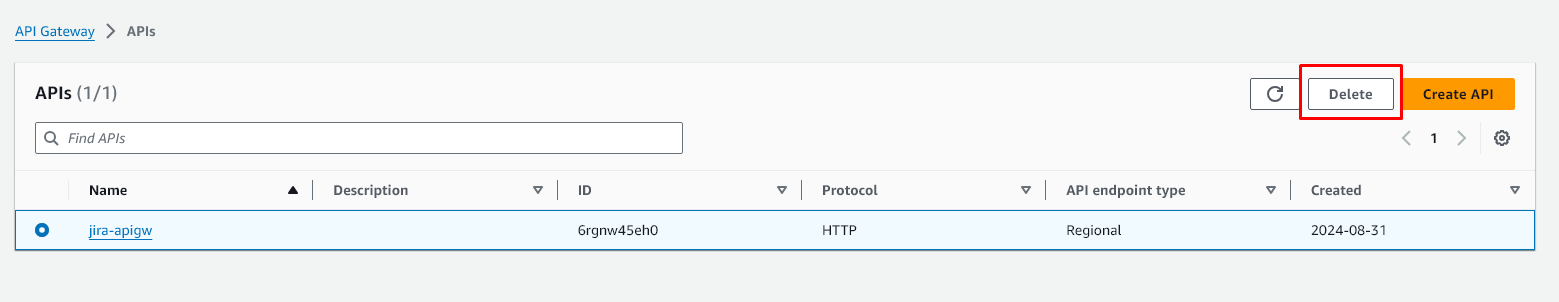 API Gateway > APIs
APIs (1/1)
Delete
Create API
Find APIs
1
Name Description ID Protocol API endpoint type Created
jira-apigw 6rgnw45eh0 HTTP Regional 2024-08-31